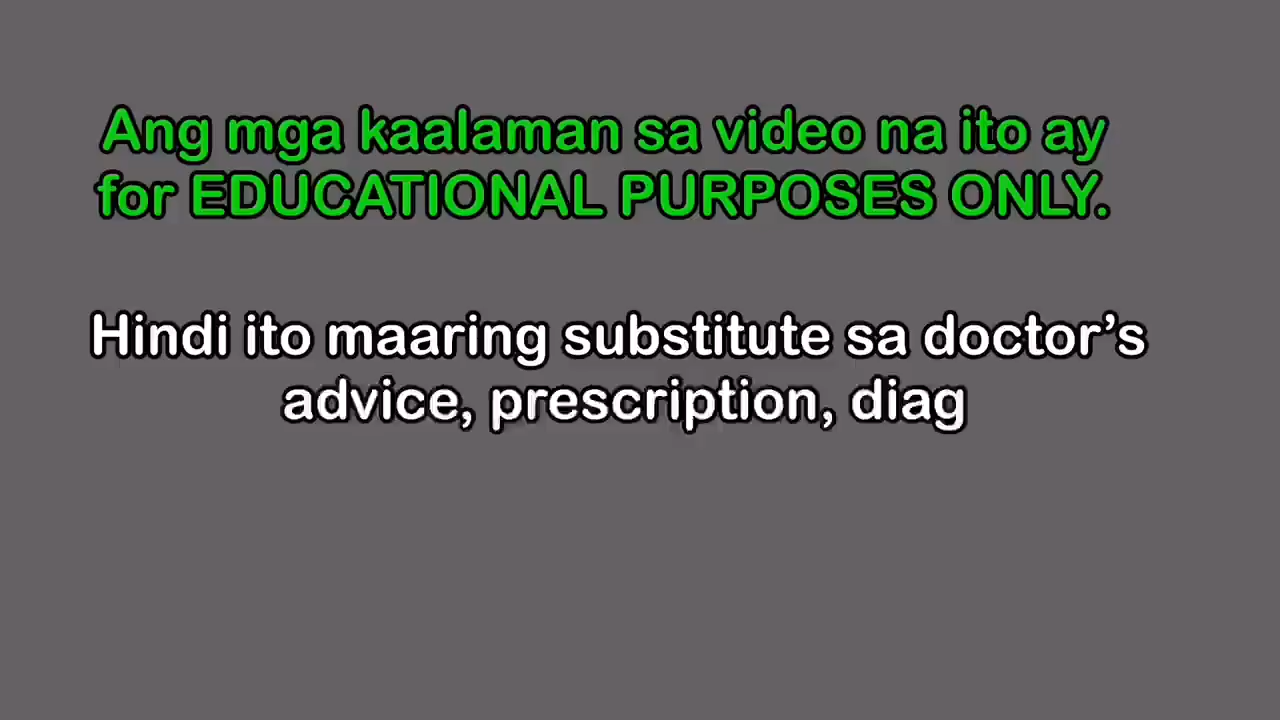 Ang mga kaalaman sa video na ito ay
for EDUCATIONAL PURPOSES ONLY.
Hindi ito maaring substitute sa doctor’s
advice, prescription, diag